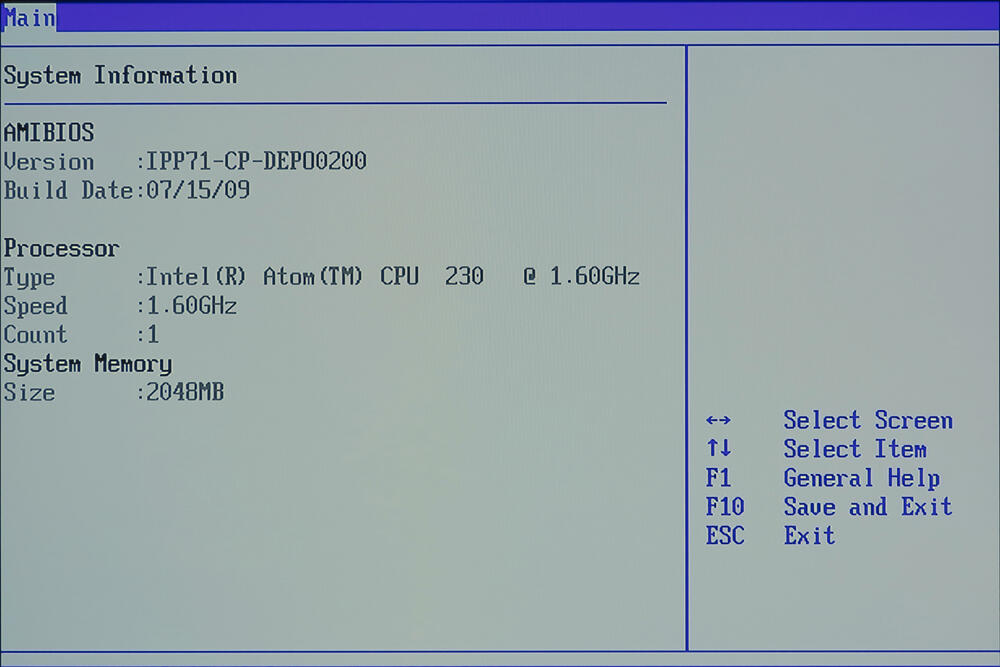 Main
System Information
AMIBIOS
Version :IPP71-CP-DEPO0200
Build Date:07/15/09
Processor
Type :Intel(R) Atom(TM) CPU 230 @ 1.60GHz
Speed :1.60GHz
Count :1
System Memory
Size :2048MB
←→ Select Screen
↑↓ Select Item
F1 General Help
F10 Save and Exit
ESC Exit